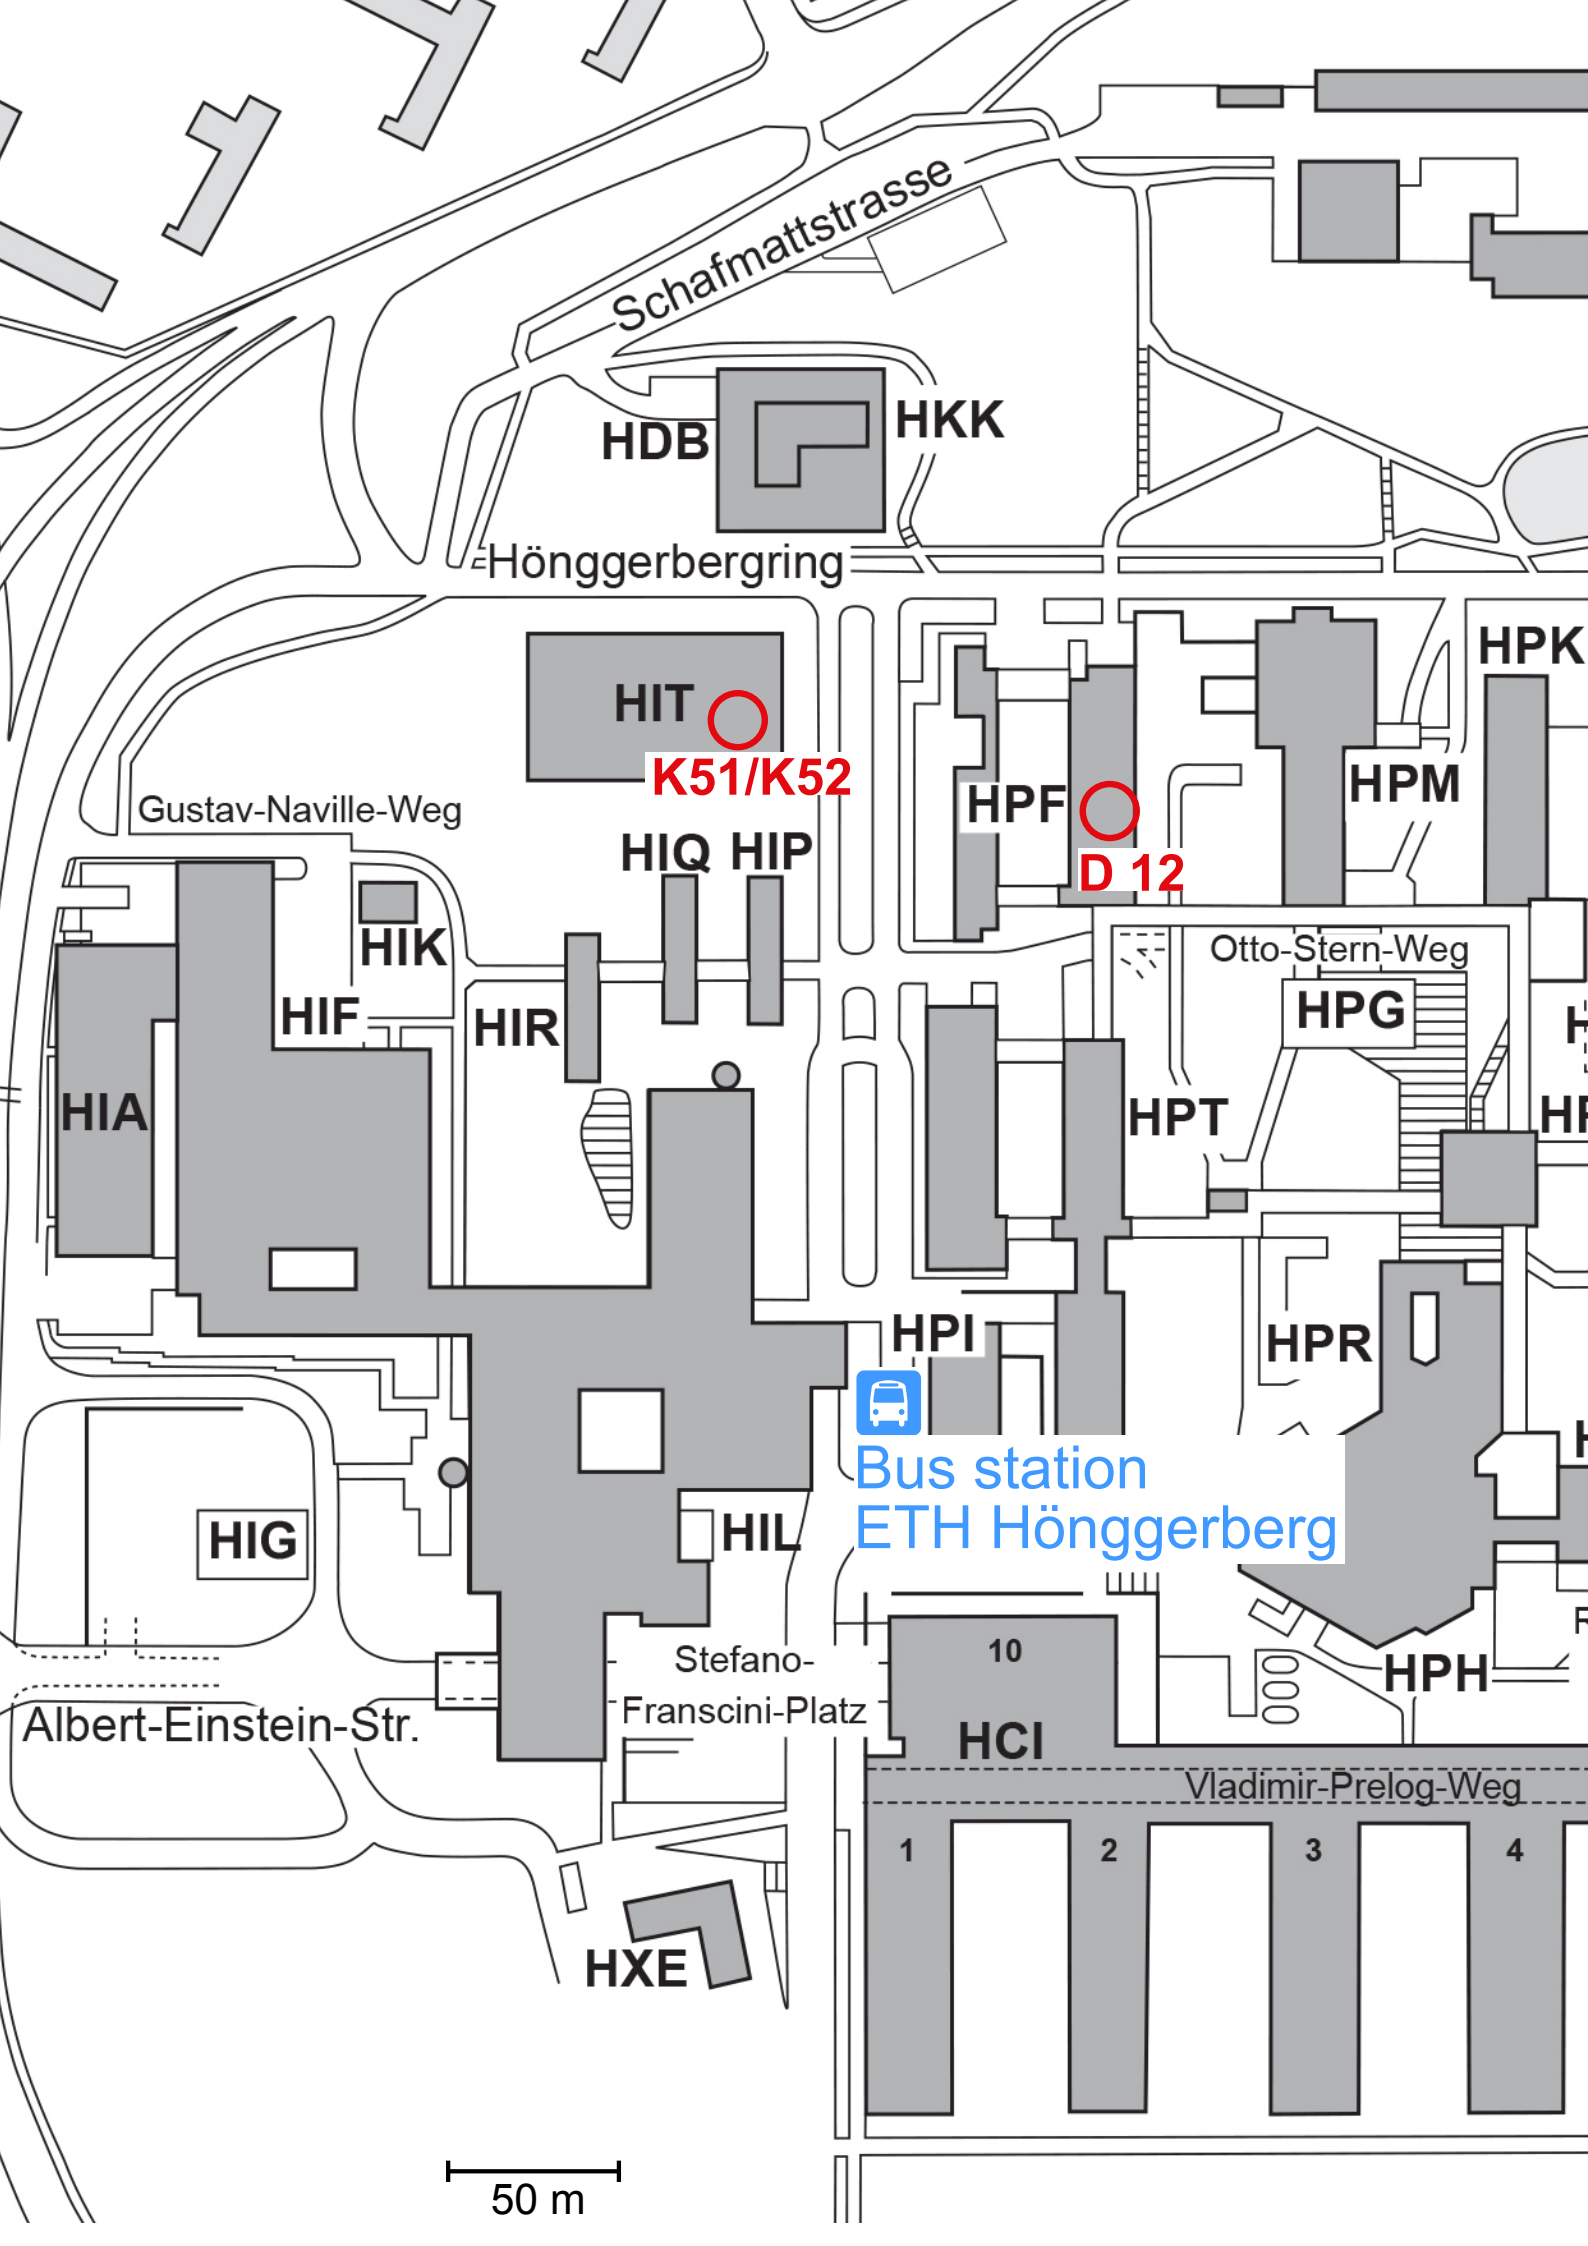 Schafmattstrasse
HKK
HDB
Hönggerbergring
HPK
HIT
K51/K52
HPM
HPF
Gustav-Naville-Weg
HIQ
HIP
D 12
HIK
Otto-Stern-Weg
HIF
HIR
HPG
HIA
HPT
HPI
HPR
Bus station
ETH Hönggerberg
HIG
HIL
10
Stefano-
Franscini-Platz
HPH
Albert-Einstein-Str.
HCI
Vladimir-Prelog-Weg
1
2
3
4
HXE
50 m